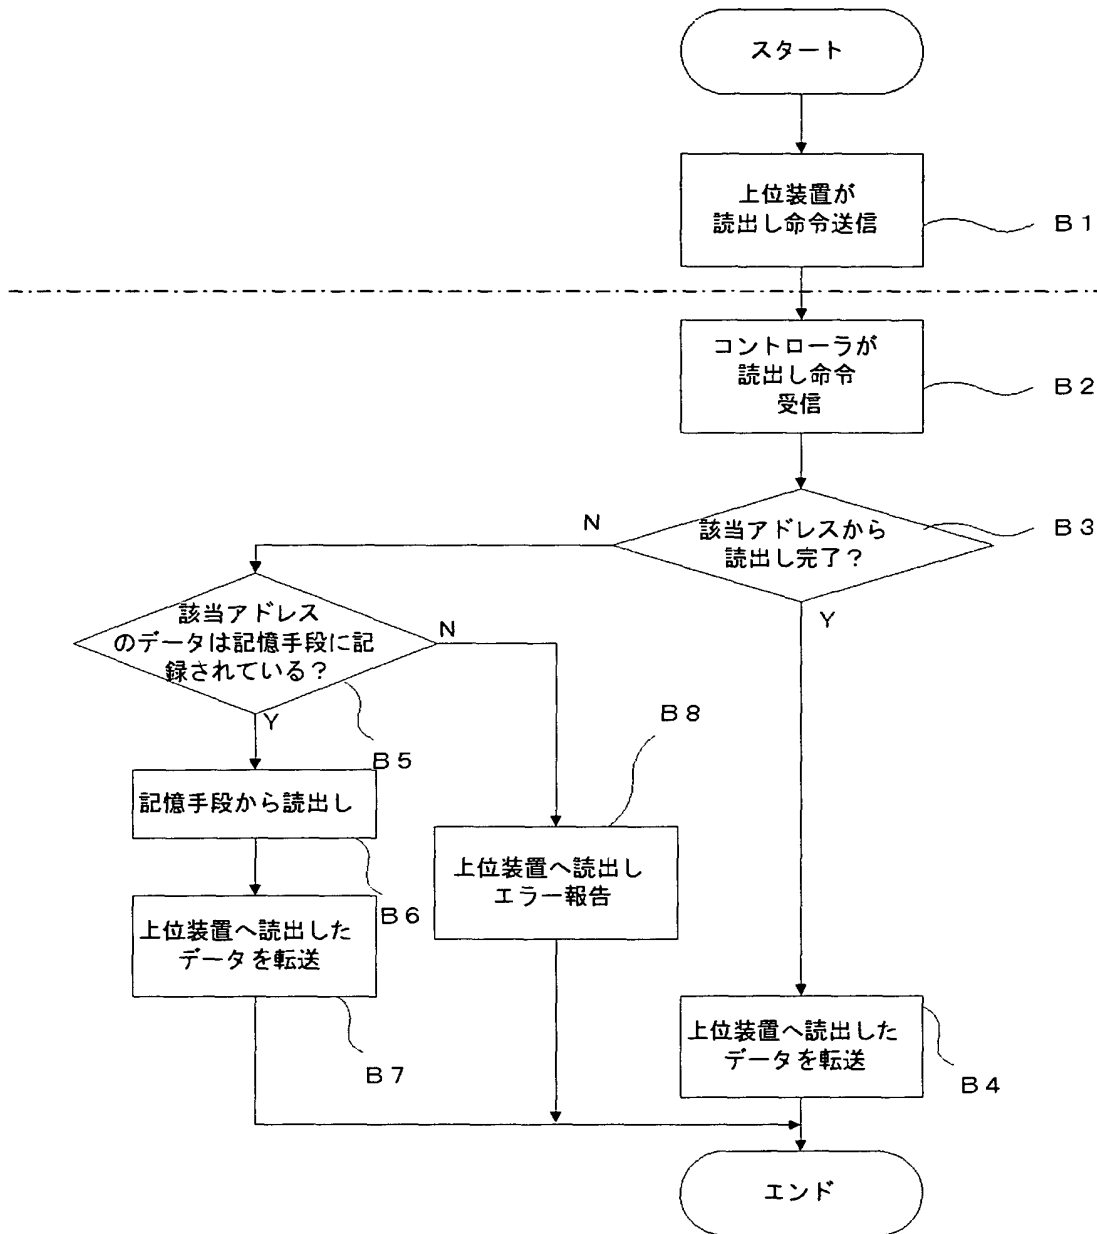 スタート
上位装置が
読出し命令送信
B1
コントローラが
読出し命令
受信
B2
該当アドレスから
読出し完了?
B3
N
Y
該当アドレス
のデータは記憶手段に記
録されている?
N
Y
B5
B8
記憶手段から読出し
B6
上位装置へ読出し
エラー報告
上位装置へ読出した
データを転送
B7
上位装置へ読出した
データを転送
B4
エンド